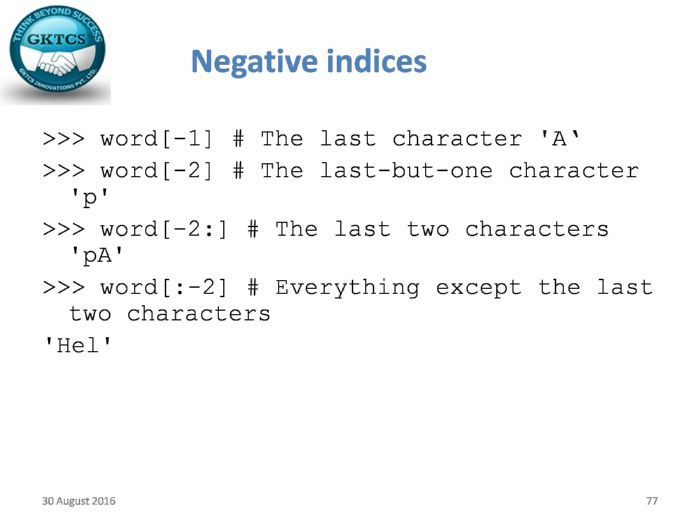 THINK BEYOND SUCCESS
GKTCS
GKTCS INNOVATIONS PVT. LTD.
Negative indices
>>> word[-1] # The last character 'A‘
>>> word[-2] # The last-but-one character
'p'
>>> word[-2:] # The last two characters
'pA'
>>> word[:-2] # Everything except the last
two characters
'Hel'
30 August 2016
77